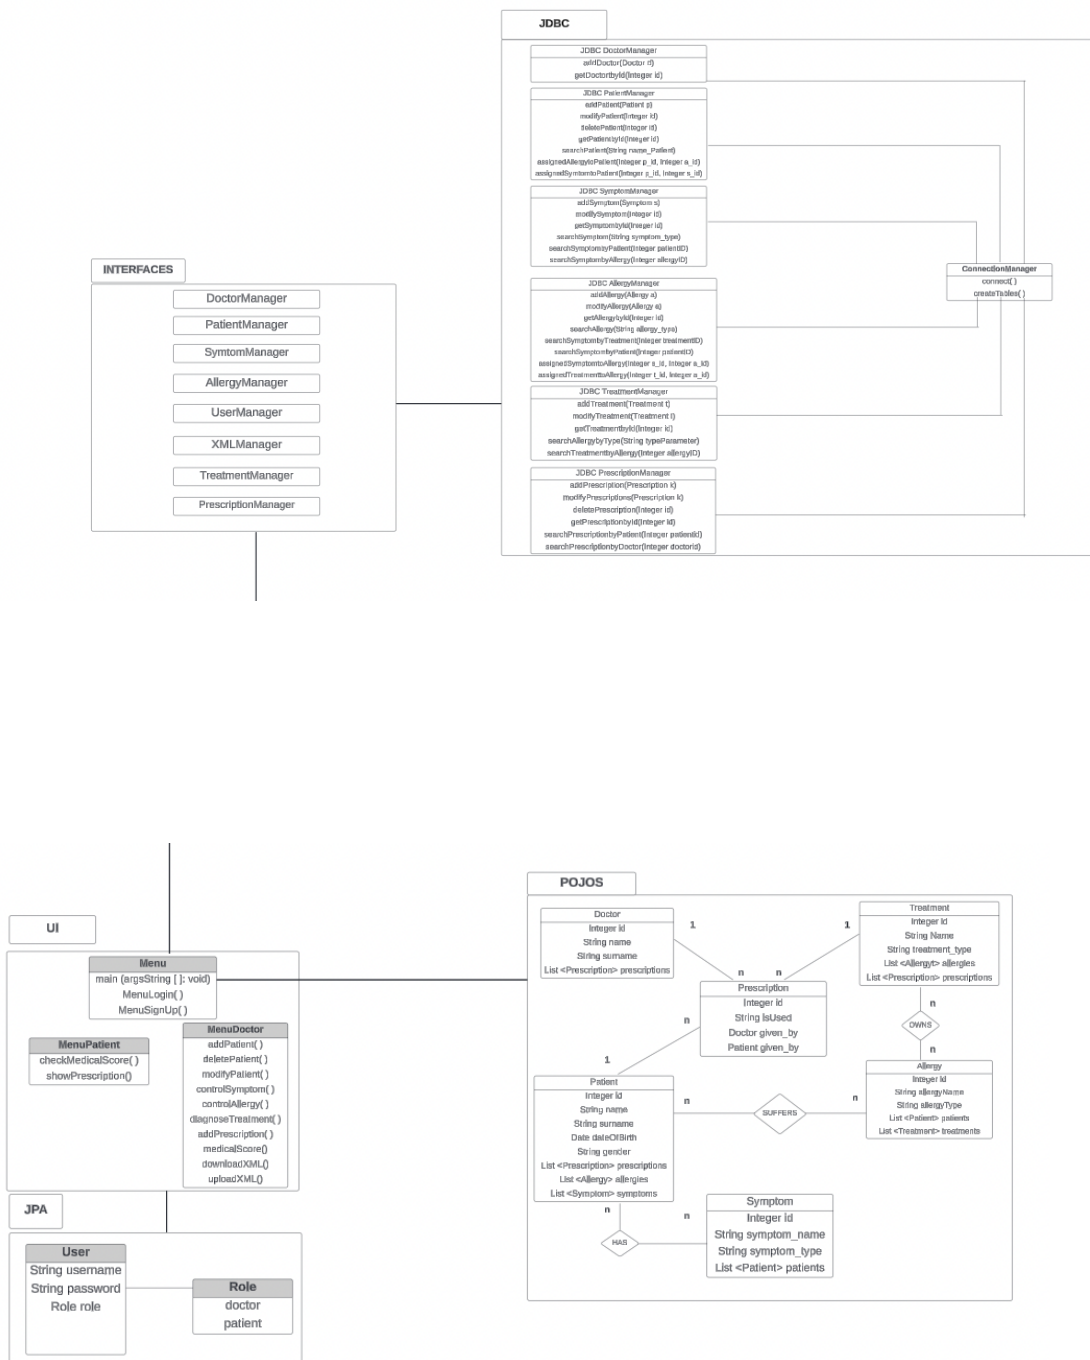 JDBC
JDBC DoctorManager
addDoctor(Doctor d)
getDoctorbyId(Integer id)
JDBC PatientManager
addPatient(Patient p)
modifyPatient(Integer id)
deletePatient(Integer id)
getPatientbyId(Integer id)
searchPatient(String name_Patient)
assignedAllergytoPatient(Integer p_id, Integer a_id)
assignedSymtomtoPatient(Integer p_id, Integer s_id)
JDBC SymptomManager
addSymptom(Symptom s)
modifySymptom(Integer id)
getSymptombyId(Integer id)
searchSymptom(String symptom_type)
searchSymptombyPatient(Integer patientID)
searchSymptombyAllergy(Integer allergyID)
JDBC AllergyManager
addAllergy(Allergy a)
modifyAllergy(Allergy a)
getAllergybyId(Integer id)
searchAllergy(String allergy_type)
searchSymptombyTreatment(Integer treatmentID)
searchSymptombyPatient(Integer patientID)
assignedSymptomtoAllergy(Integer s_id, Integer a_id)
assignedTreatmenttoAllergy(Integer t_id, Integer a_id)
JDBC TreatmentManager
addTreatment(Treatment t)
modifyTreatment(Treatment t)
getTreatmentbyId(Integer id)
searchAllergybyType(String typeParameter)
searchTreatmentbyAllergy(Integer allergyID)
JDBC PrescriptionManager
addPrescription(Prescription k)
modifyPrescriptions(Prescription k)
deletePrescription(Integer id)
getPrescriptionbyId(Integer id)
searchPrescriptionbyPatient(Integer patientId)
searchPrescriptionbyDoctor(Integer doctorId)
ConnectionManager
connect( )
createTables( )
INTERFACES
DoctorManager
PatientManager
SymtomManager
AllergyManager
UserManager
XMLManager
TreatmentManager
PrescriptionManager
UI
Menu
main (argsString [ ]: void)
MenuLogin( )
MenuSignUp( )
MenuPatient
checkMedicalScore( )
showPrescription()
MenuDoctor
addPatient( )
deletePatient( )
modifyPatient( )
controlSymptom( )
controlAllergy( )
diagnoseTreatment( )
addPrescription( )
medicalScore()
downloadXML()
uploadXML()
JPA
User
String username
String password
Role role
Role
doctor
patient
POJOS
Doctor
Integer id
String name
String surname
List <Prescription> prescriptions
1
n
n
1
Treatment
Integer Id
String Name
String treatment_type
List <Allergyt> allergies
List <Prescription> prescriptions
Prescription
Integer id
String isUsed
Doctor given_by
Patient given_by
n
OWNS
n
n
1
Patient
Integer Id
String name
String surname
Date dateOfBirth
String gender
List <Prescription> prescriptions
List <Allergy> allergies
List <Symptom> symptoms
n
SUFFERS
n
Allergy
Integer Id
String allergyName
String allergyType
List <Patient> patients
List <Treatment> treatments
n
HAS
n
Symptom
Integer id
String symptom_name
String symptom_type
List <Patient> patients